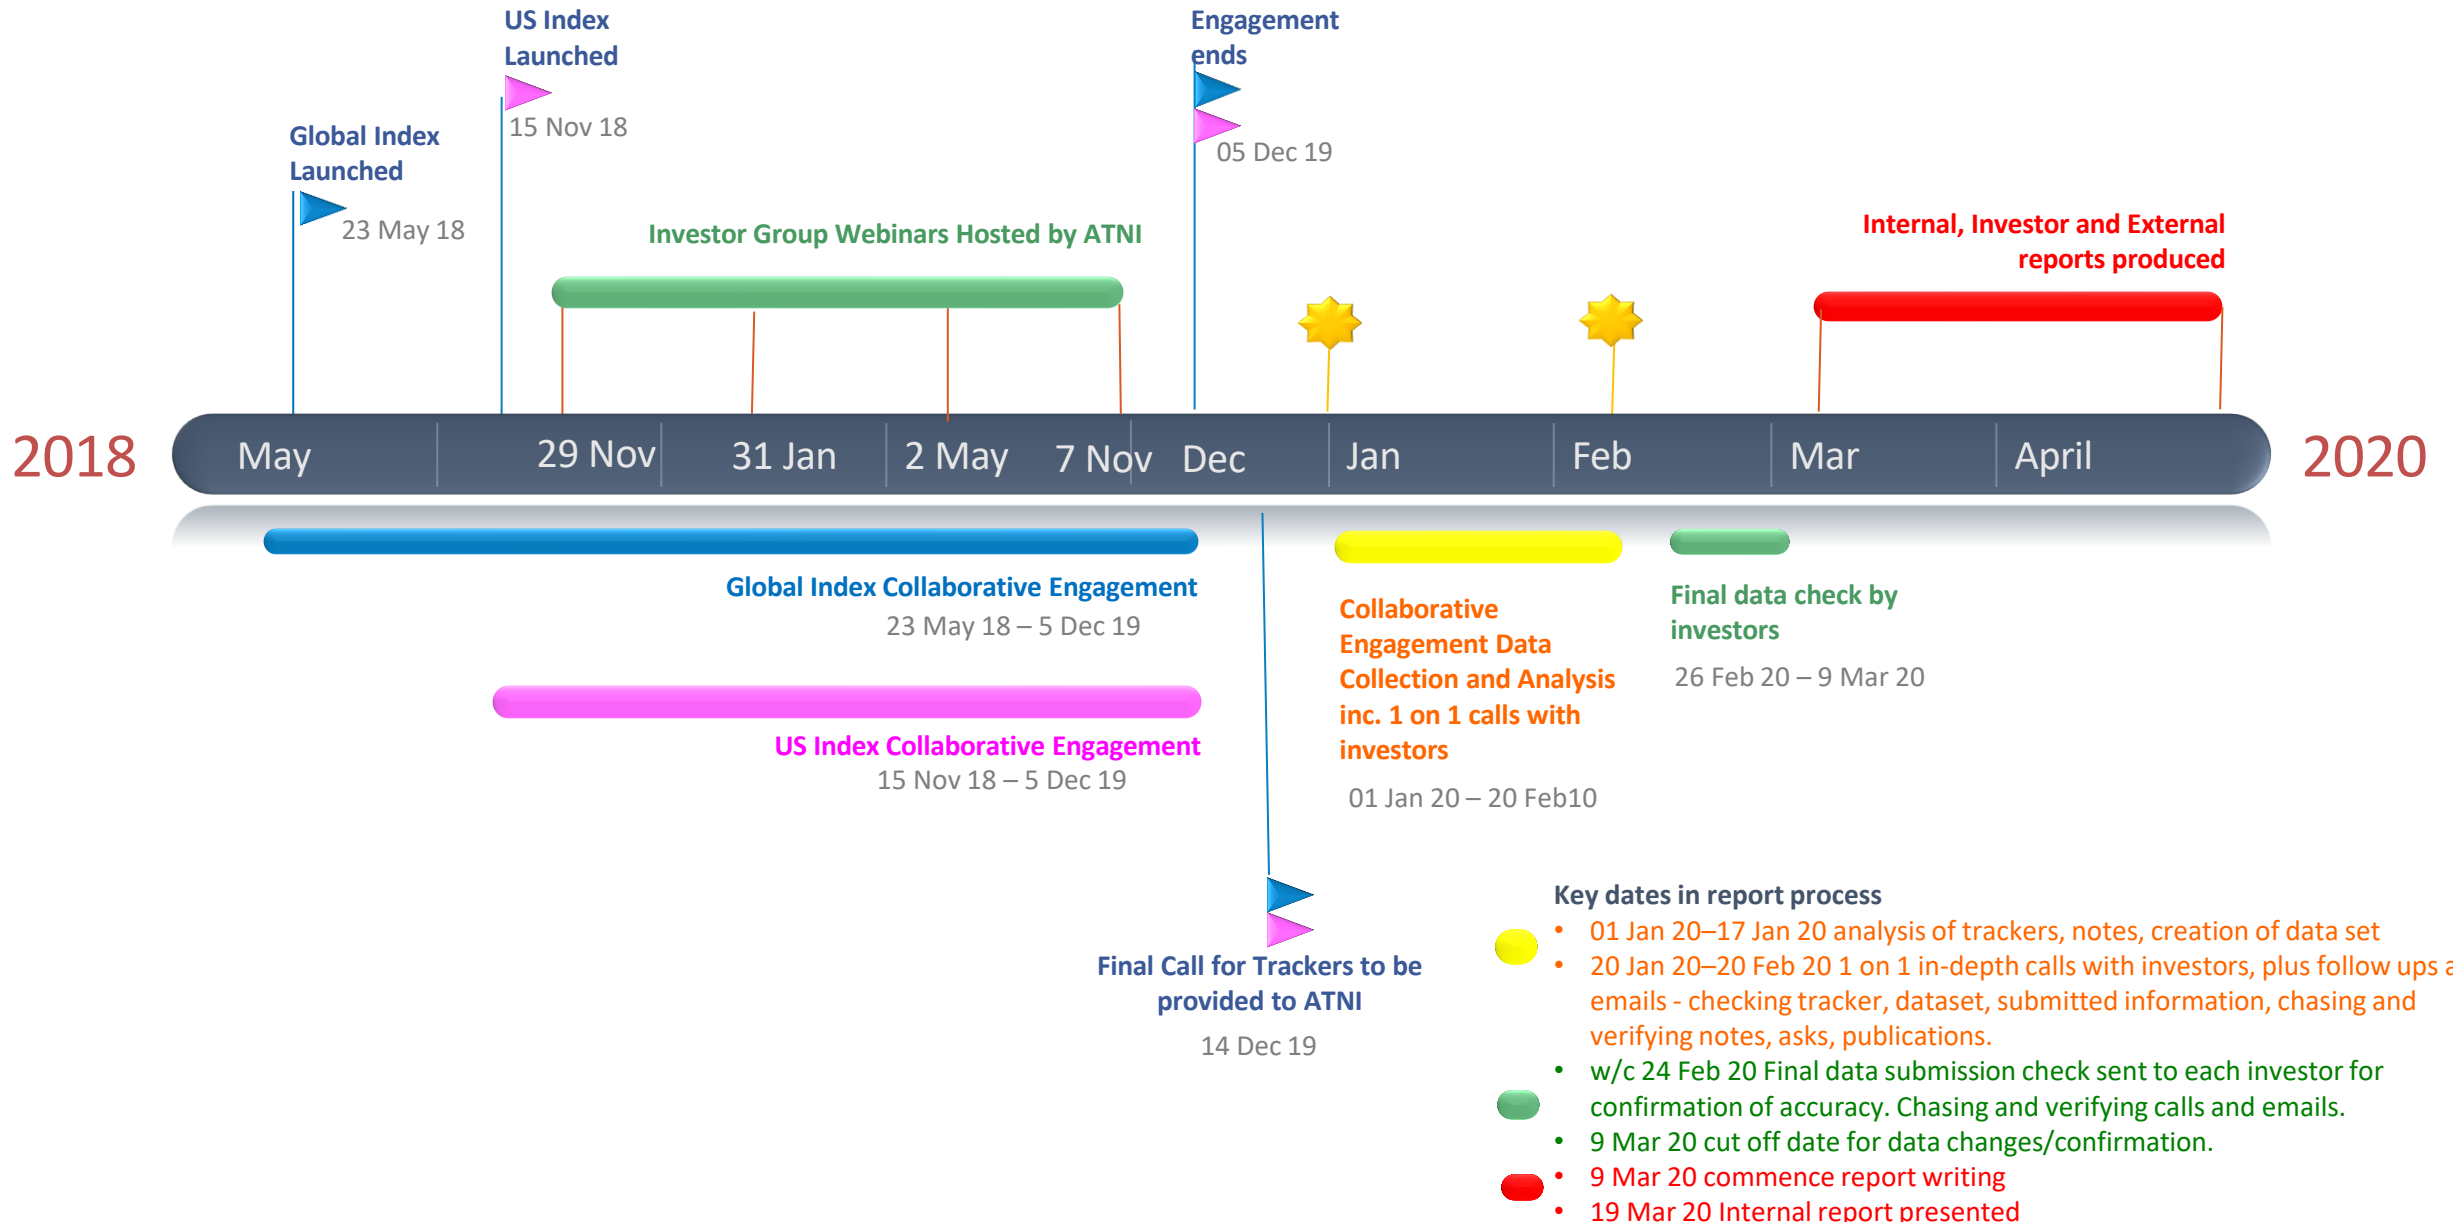 US Index
Launched
15 Nov 18
Engagement
ends
05 Dec 19
Global Index
Launched
23 May 18
Investor Group Webinars Hosted by ATNI
Internal, Investor and External
reports produced
2018
May
29 Nov
31 Jan
2 May
7 Nov
Dec
Jan
Feb
Mar
April
2020
Global Index Collaborative Engagement
23 May 18 – 5 Dec 19
US Index Collaborative Engagement
15 Nov 18 – 5 Dec 19
Collaborative
Engagement Data
Collection and Analysis
inc. 1 on 1 calls with
investors
01 Jan 20 – 20 Feb10
Final data check by
investors
26 Feb 20 – 9 Mar 20
Final Call for Trackers to be
provided to ATNI
14 Dec 19
Key dates in report process
• 01 Jan 20–17 Jan 20 analysis of trackers, notes, creation of data set
• 20 Jan 20–20 Feb 20 1 on 1 in-depth calls with investors, plus follow ups
emails - checking tracker, dataset, submitted information, chasing and
verifying notes, asks, publications.
• w/c 24 Feb 20 Final data submission check sent to each investor for
confirmation of accuracy. Chasing and verifying calls and emails.
• 9 Mar 20 cut off date for data changes/confirmation.
• 9 Mar 20 commence report writing
• 19 Mar 20 Internal report presented